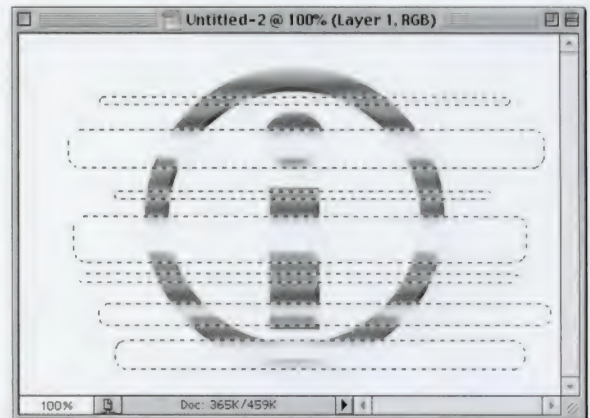 Untitled-2 @ 100% (Layer 1, RGB)
i
100%
Doc: 365K/459K